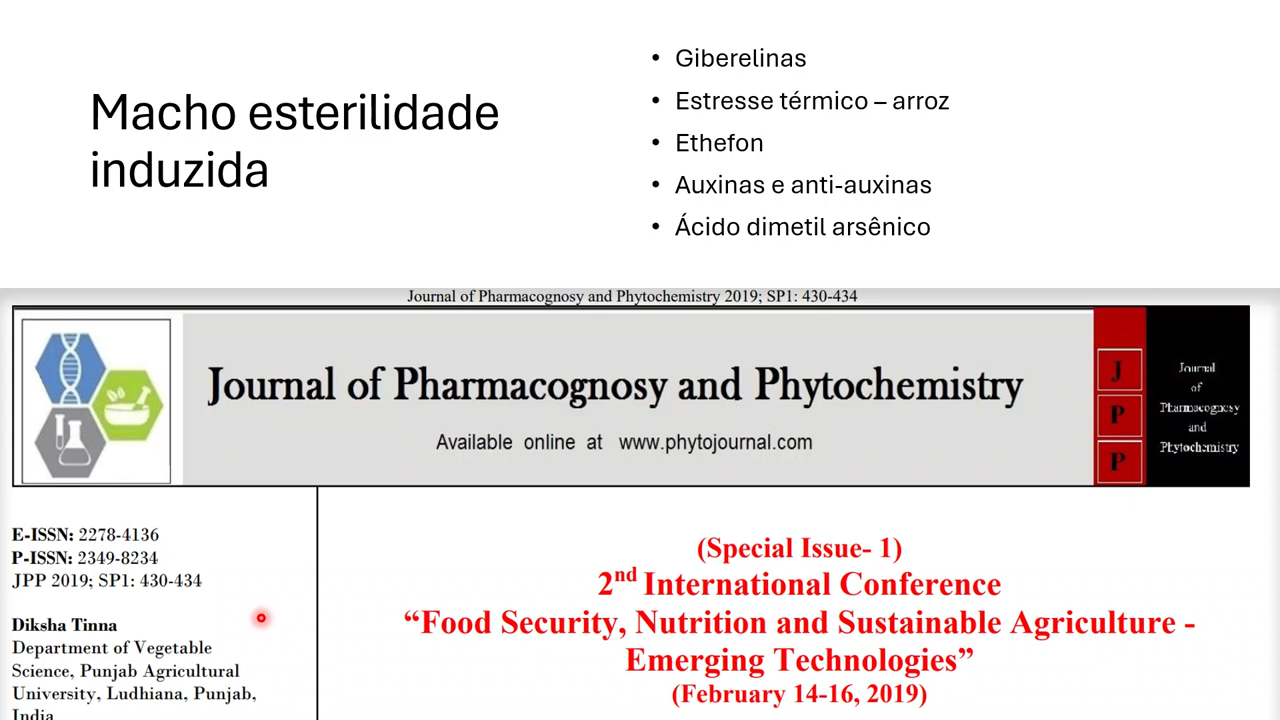 Macho esterilidade
induzida
• Giberelinas
• Estresse térmico – arroz
• Ethefon
• Auxinas e anti-auxinas
• Ácido dimetil arsênico
Journal of Pharmacognosy and Phytochemistry 2019; SP1: 430-434
Journal of Pharmacognosy and Phytochemistry
Available online at www.phytojournal.com
J
P
P
Journal
of
Pharmacognosy
and
Phytochemistry
E-ISSN: 2278-4136
P-ISSN: 2349-8234
JPP 2019; SP1: 430-434
Diksha Tinna
Department of Vegetable
Science, Punjab Agricultural
University, Ludhiana, Punjab,
India
(Special Issue- 1)
2nd International Conference
“Food Security, Nutrition and Sustainable Agriculture -
Emerging Technologies”
(February 14-16, 2019)